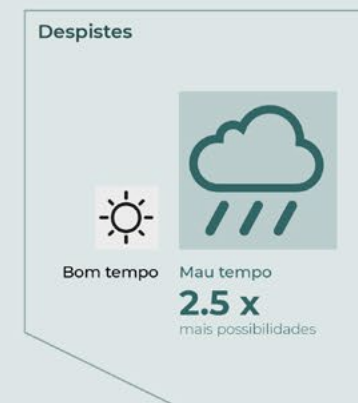 Despistes
Bom tempo
Mau tempo
2.5 x
mais possibilidades